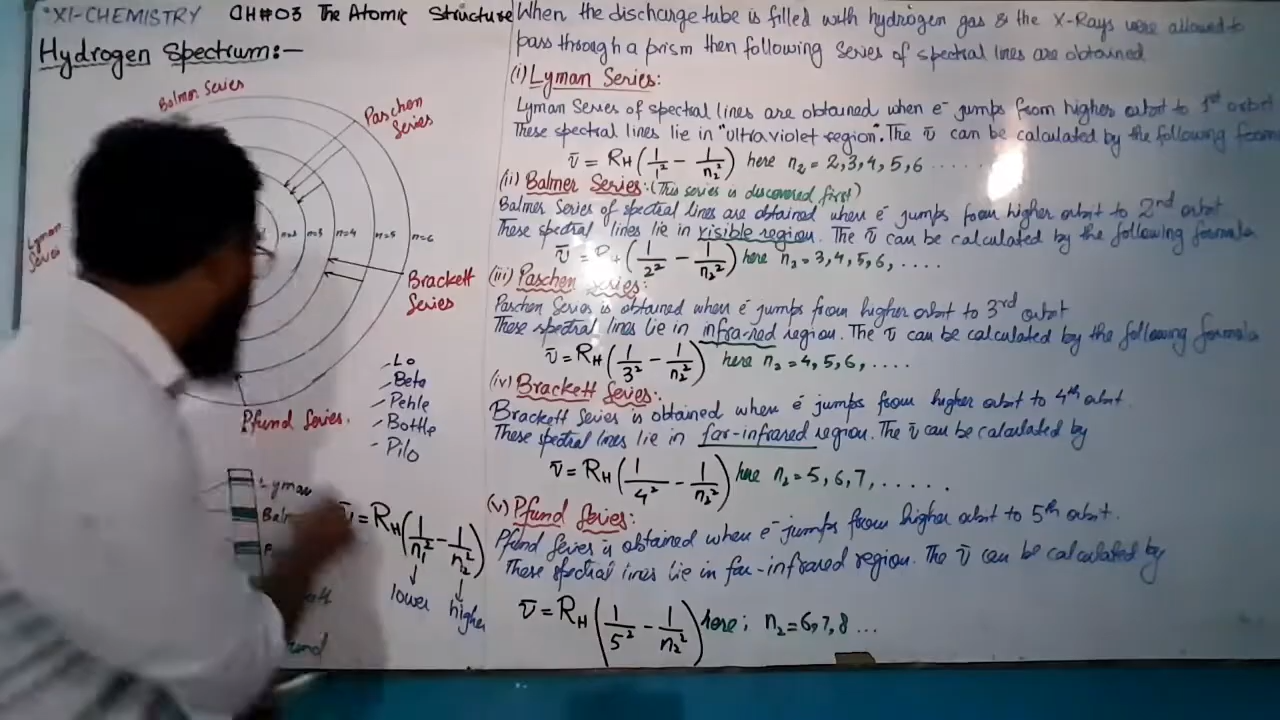 XI-CHEMISTRY CH#03 The Atomic Structure
Hydrogen Spectrum:-
Balmer Series
Paschen
Series
Lyman
Series
n=2 n=3 n=4 n=5 n=6
Brackett
Series
Pfund Series.
- Lo
- Beto
- Pehle
- Bottle
- Pilo
Lyman
Bal
ν̄ = RH(1/n₁² - 1/n₂²)
lower higher
When the discharge tube is filled with hydrogen gas & the X-Rays were allowed to
pass through a prism then following series of spectral lines are obtained
(i) Lyman Series:
Lyman Series of spectral lines are obtained when e⁻ jumps from higher orbit to 1st orbit
These spectral lines lie in "ultraviolet region". The ν̄ can be calculated by the following
ν̄ = RH(1/1² - 1/n₂²) here n₂ = 2,3,4,5,6 ......
(ii) Balmer Series: (This series is discovered first)
Balmer Series of spectral lines are obtained when e⁻ jumps from higher orbit to 2nd orbit
These spectral lines lie in visible region. The ν̄ can be calculated by the following formula
ν̄ = (1/2² - 1/n₂²) here n₂ = 3,4,5,6,....
(iii) Paschen Series:
Paschen Series is obtained when e⁻ jumps from higher orbit to 3rd orbit
These spectral lines lie in infra-red region. The ν̄ can be calculated by the following formula
ν̄ = RH(1/3² - 1/n₂²) here n₂ = 4,5,6,....
(iv) Brackett Series:
Brackett Series is obtained when e⁻ jumps from higher orbit to 4th orbit.
These spectral lines lie in far-infrared region. The ν̄ can be calculated by
ν̄ = RH(1/4² - 1/n₂²) here n₂ = 5,6,7,......
(v) Pfund Series:
Pfund Series is obtained when e⁻ jumps from higher orbit to 5th orbit.
These spectral lines lie in far-infrared region. The ν̄ can be calculated by
ν̄ = RH(1/5² - 1/n₂²) here; n₂ = 6,7,8 ...